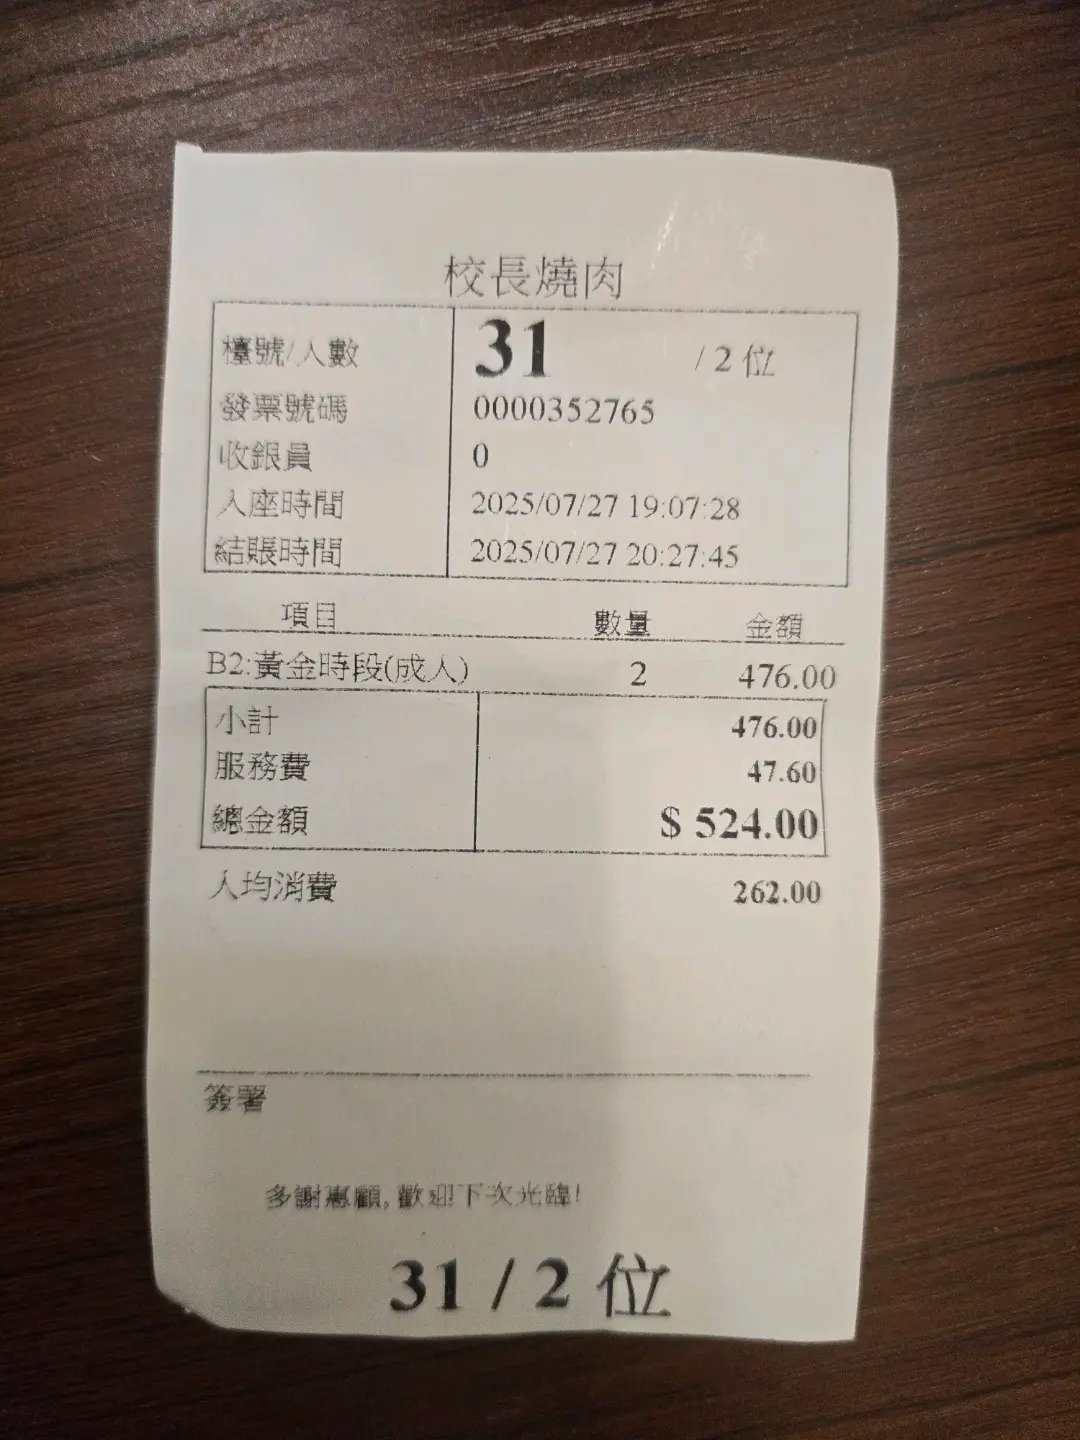 校長燒肉
檯號/人數 31 / 2 位
發票號碼 0000352765
收銀員 0
入座時間 2025/07/27 19:07:28
結賬時間 2025/07/27 20:27:45
項目 數量 金額
B2:黃金時段(成人) 2 476.00
小計 476.00
服務費 47.60
總金額 $ 524.00
人均消費 262.00
簽署
多謝惠顧, 歡迎下次光臨!
31 / 2 位